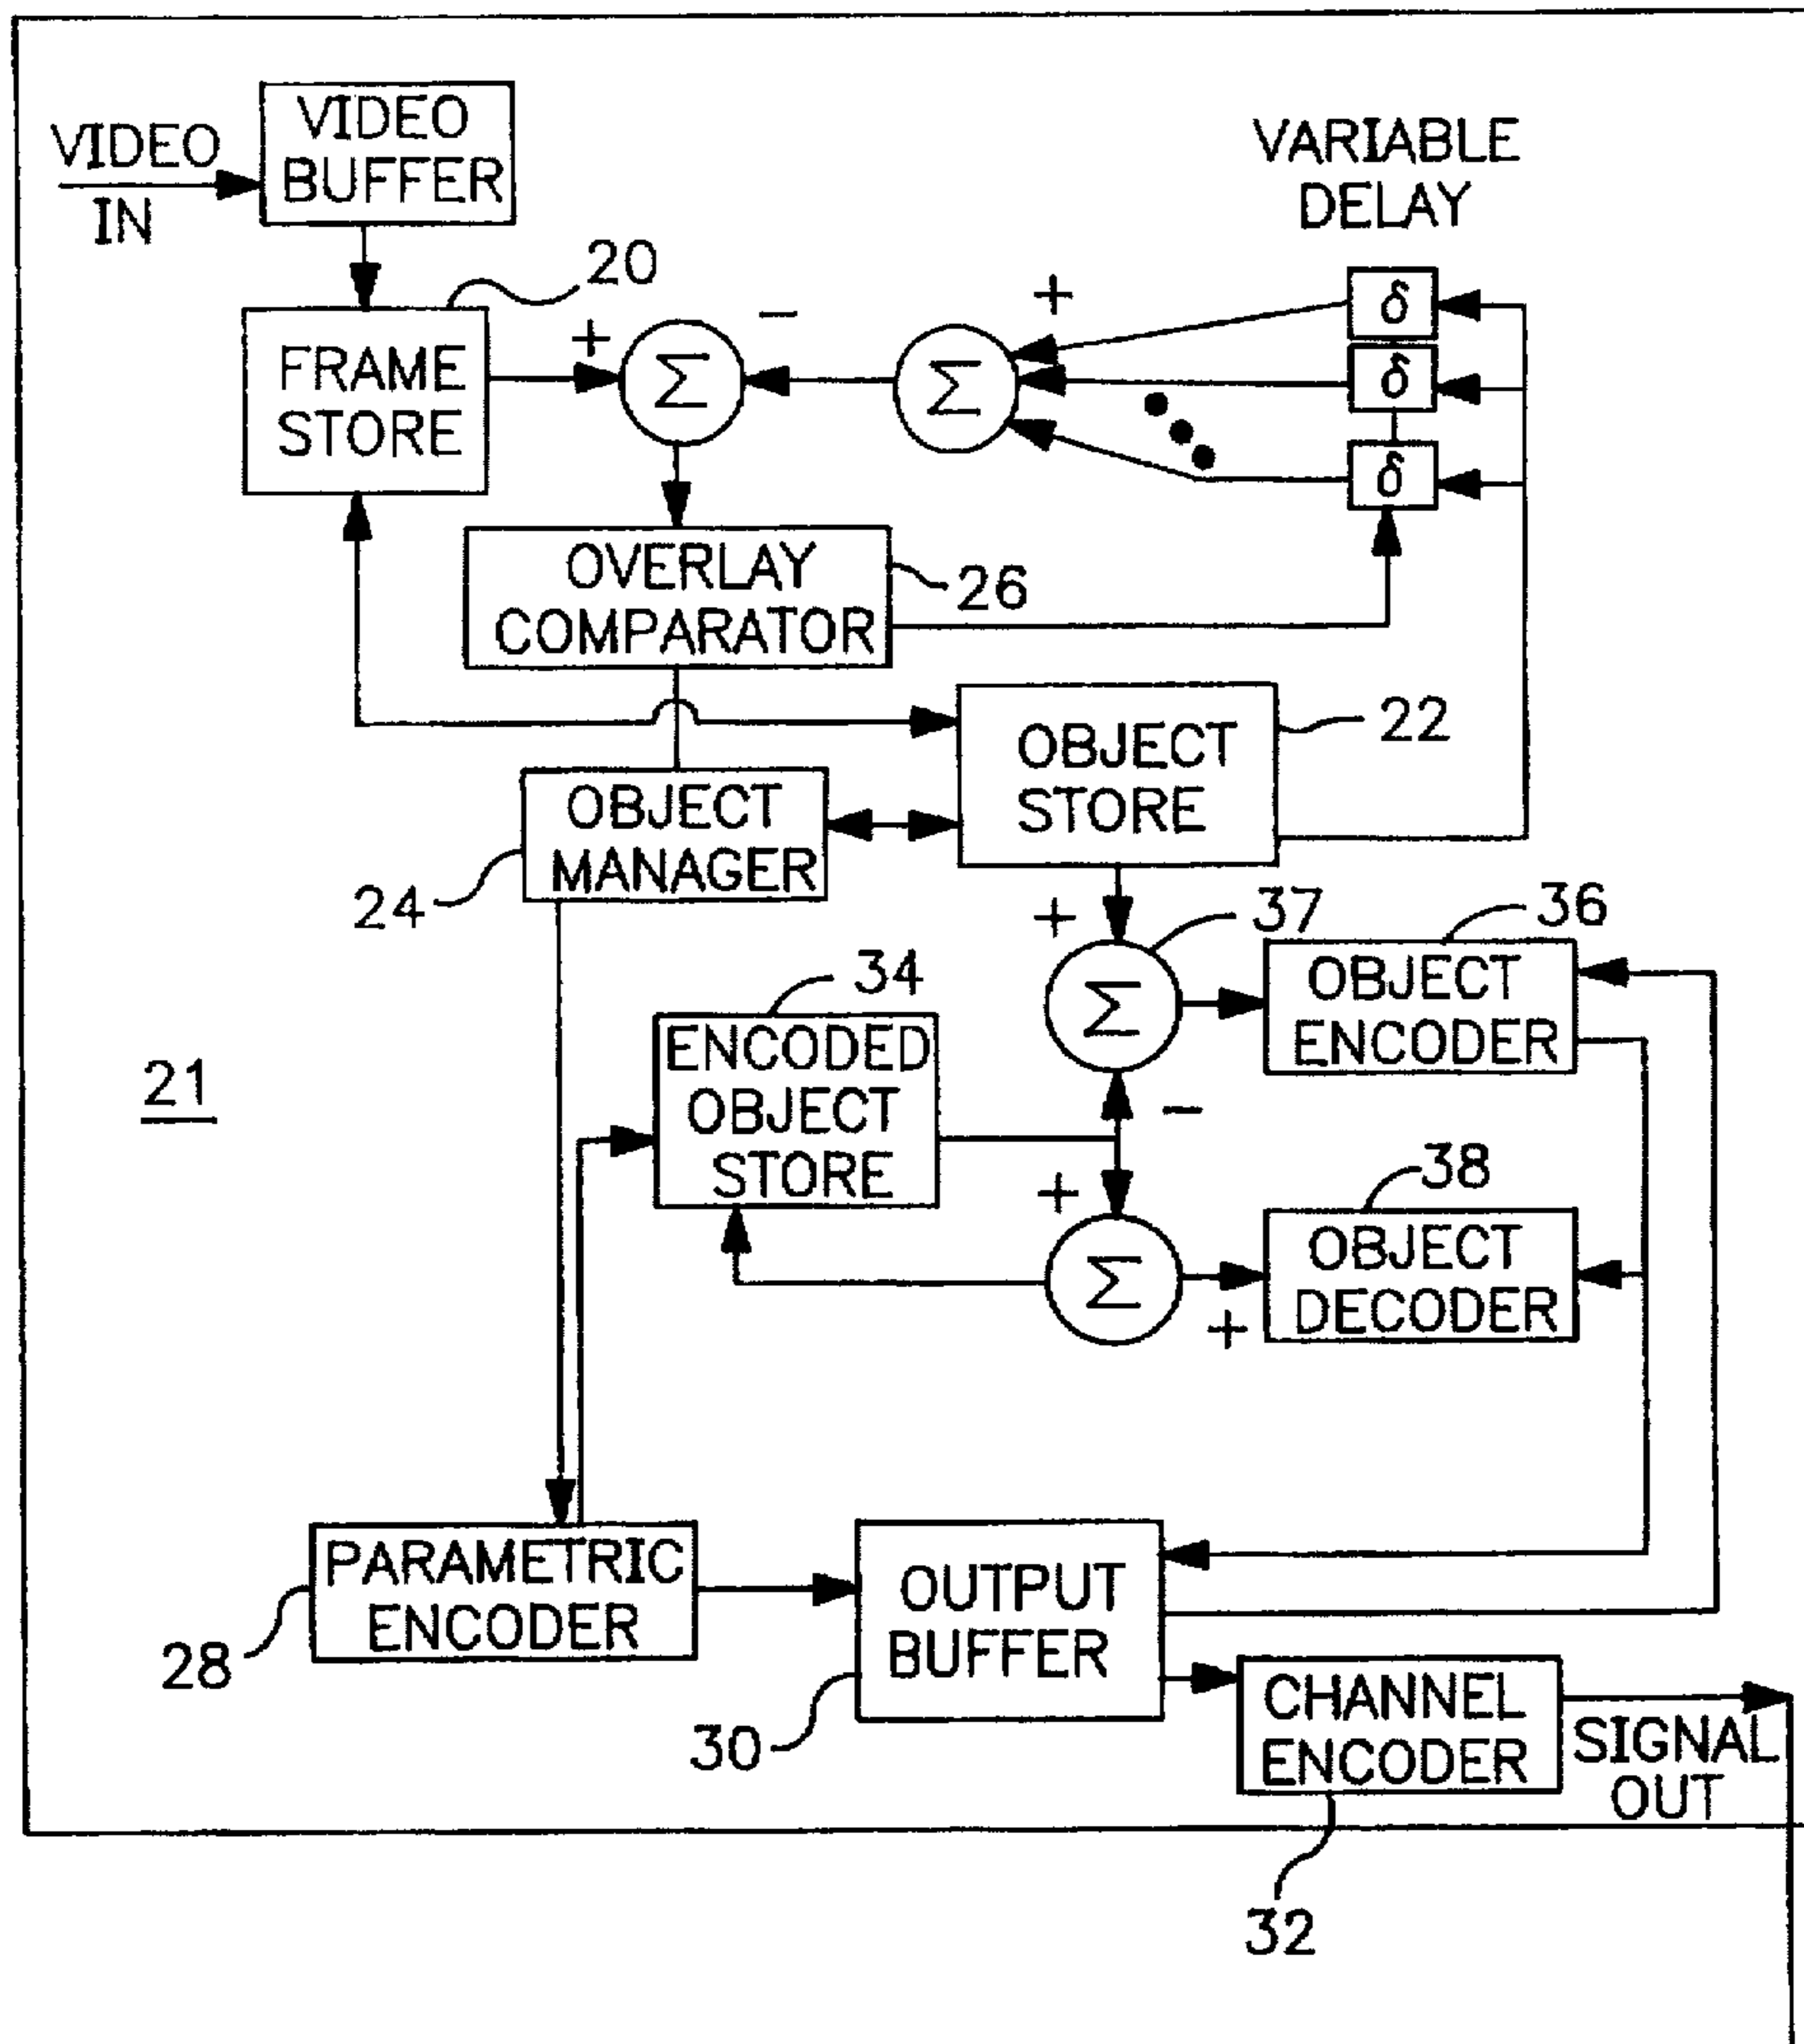 VIDEO
IN
VIDEO
BUFFER
VARIABLE
DELAY
20
FRAME
STORE
+
Σ
-
Σ
+
δ
δ
δ
OVERLAY
COMPARATOR
26
OBJECT
STORE
22
OBJECT
MANAGER
24
+
37
Σ
-
36
OBJECT
ENCODER
34
ENCODED
OBJECT
STORE
21
+
Σ
+
38
OBJECT
DECODER
PARAMETRIC
ENCODER
28
OUTPUT
BUFFER
30
CHANNEL
ENCODER
32
SIGNAL
OUT